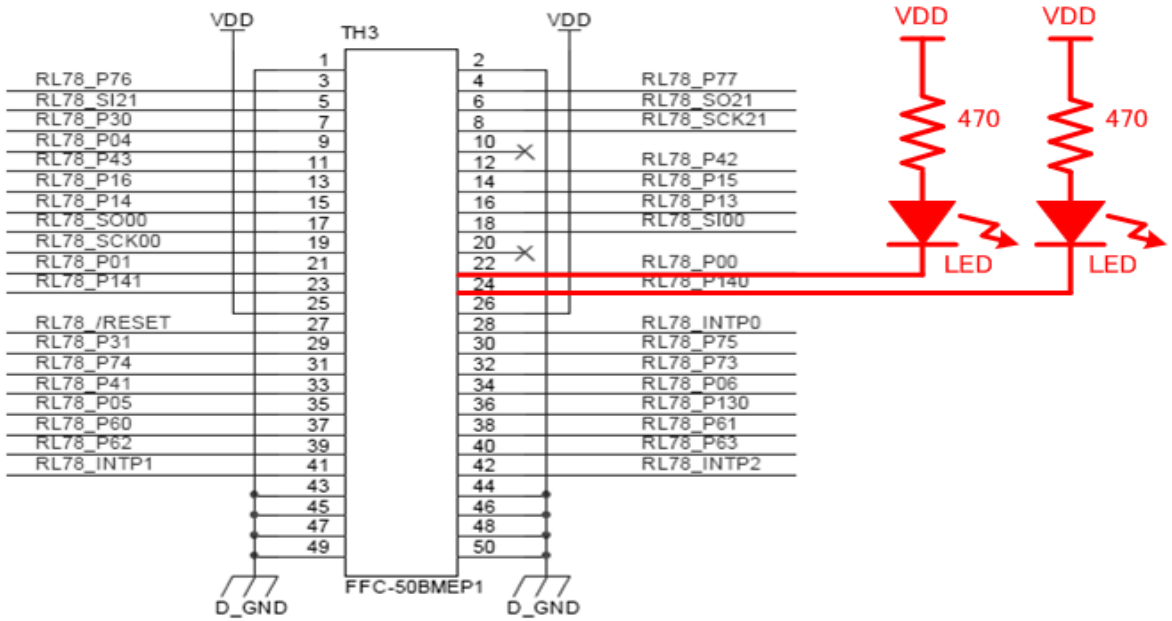 VDD VDD VDD VDD
TH3
1 2
RL78_P76 3 4 RL78_P77
RL78_SI21 5 6 RL78_SO21
RL78_P30 7 8 RL78_SCK21
RL78_P04 9 10
RL78_P43 11 12 RL78_P42
RL78_P16 13 14 RL78_P15
RL78_P14 15 16 RL78_P13
RL78_SO00 17 18 RL78_SI00
RL78_SCK00 19 20
RL78_P01 21 22 RL78_P00
RL78_P141 23 24 RL78_P140
25 26
RL78_/RESET 27 28 RL78_INTP0
RL78_P31 29 30 RL78_P75
RL78_P74 31 32 RL78_P73
RL78_P41 33 34 RL78_P06
RL78_P05 35 36 RL78_P130
RL78_P60 37 38 RL78_P61
RL78_P62 39 40 RL78_P63
RL78_INTP1 41 42 RL78_INTP2
43 44
45 46
47 48
49 50
FFC-50BMEP1
D_GND D_GND
470 470
LED LED